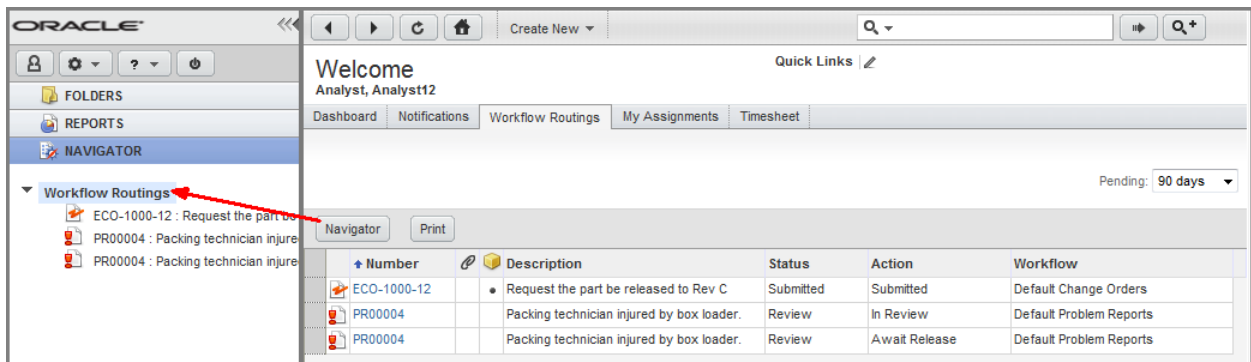 ORACLE
Create New
Welcome
Quick Links
Analyst, Analyst12
FOLDERS
REPORTS
NAVIGATOR
Dashboard Notifications Workflow Routings My Assignments Timesheet
Pending: 90 days
Workflow Routings
ECO-1000-12 : Request the part be
PR00004 : Packing technician injure
PR00004 : Packing technician injure
Navigator Print
Number Description Status Action Workflow
ECO-1000-12 Request the part be released to Rev C Submitted Submitted Default Change Orders
PR00004 Packing technician injured by box loader. Review In Review Default Problem Reports
PR00004 Packing technician injured by box loader. Review Await Release Default Problem Reports